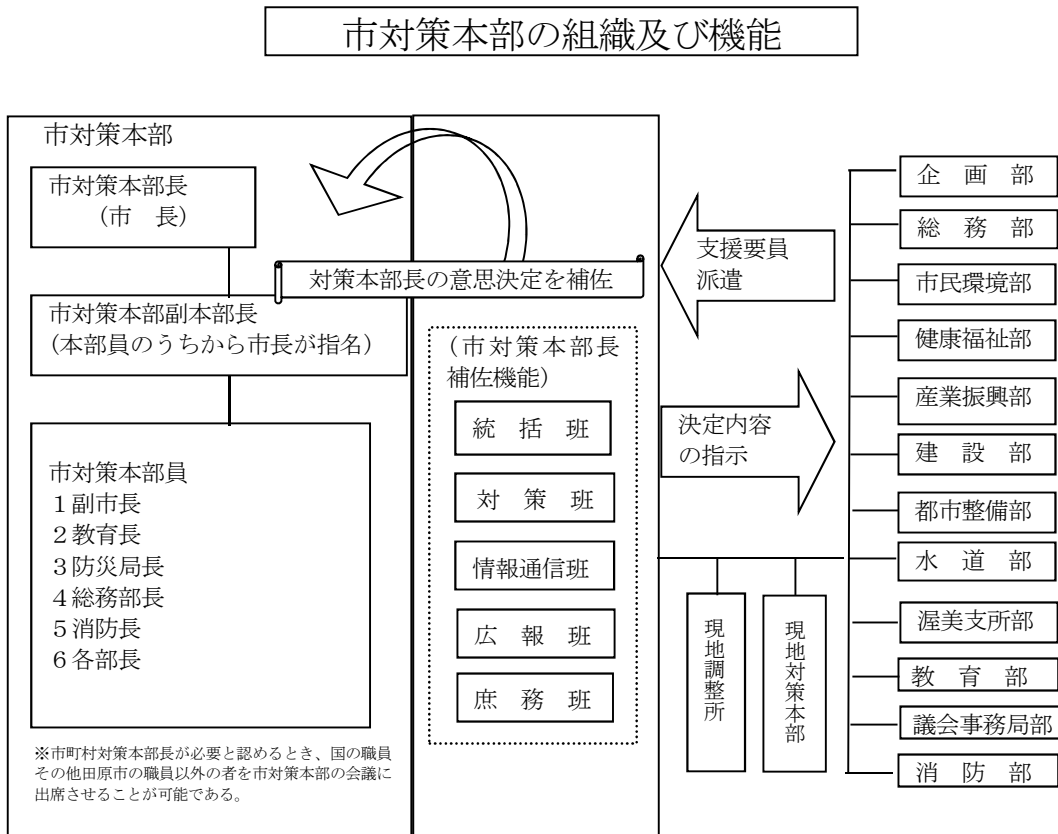 市対策本部の組織及び機能
市対策本部
市対策本部長
（市　長）
市対策本部副本部長
（本部員のうちから市長が指名）
市対策本部員
１副市長
２教育長
３防災局長
４総務部長
５消防長
６各部長
※市町村対策本部長が必要と認めるとき、国の職員
その他田原市の職員以外の者を市対策本部の会議に
出席させることが可能である。
対策本部長の意思決定を補佐
（市対策本部長
補佐機能）
統　括　班
対　策　班
情報通信班
広　報　班
庶　務　班
支援要員
派遣
決定内容
の指示
現地調整所
現地対策本部
企　画　部
総　務　部
市民環境部
健康福祉部
産業振興部
建　設　部
都市整備部
水　道　部
渥美支所部
教　育　部
議会事務局部
消　防　部